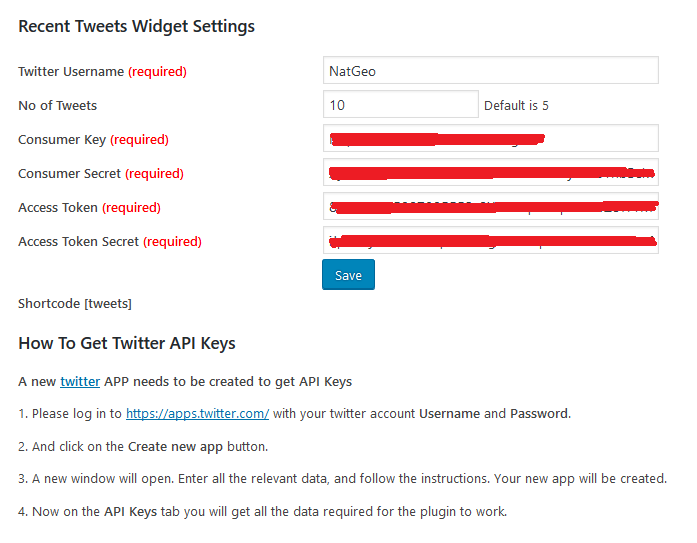 Recent Tweets Widget Settings
Twitter Username (required) NatGeo
No of Tweets 10 Default is 5
Consumer Key (required)
Consumer Secret (required)
Access Token (required)
Access Token Secret (required)
Save
Shortcode [tweets]
How To Get Twitter API Keys
A new twitter APP needs to be created to get API Keys
1. Please log in to https://apps.twitter.com/ with your twitter account Username and Password.
2. And click on the Create new app button.
3. A new window will open. Enter all the relevant data, and follow the instructions. Your new app will be created.
4. Now on the API Keys tab you will get all the data required for the plugin to work.